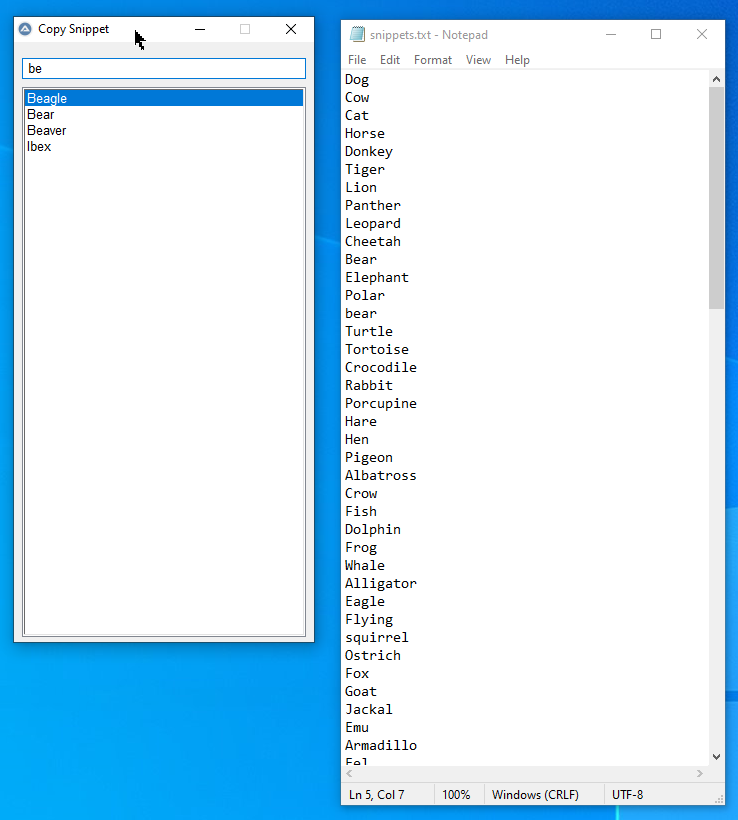 Copy Snippet
be
Beagle
Bear
Beaver
Ibex
snippets.txt - Notepad
File Edit Format View Help
Dog
Cow
Cat
Horse
Donkey
Tiger
Lion
Panther
Leopard
Cheetah
Bear
Elephant
Polar
bear
Turtle
Tortoise
Crocodile
Rabbit
Porcupine
Hare
Hen
Pigeon
Albatross
Crow
Fish
Dolphin
Frog
Whale
Alligator
Eagle
Flying
squirrel
Ostrich
Fox
Goat
Jackal
Emu
Armadillo
Eel
Ln 5, Col 7 100% Windows (CRLF) UTF-8